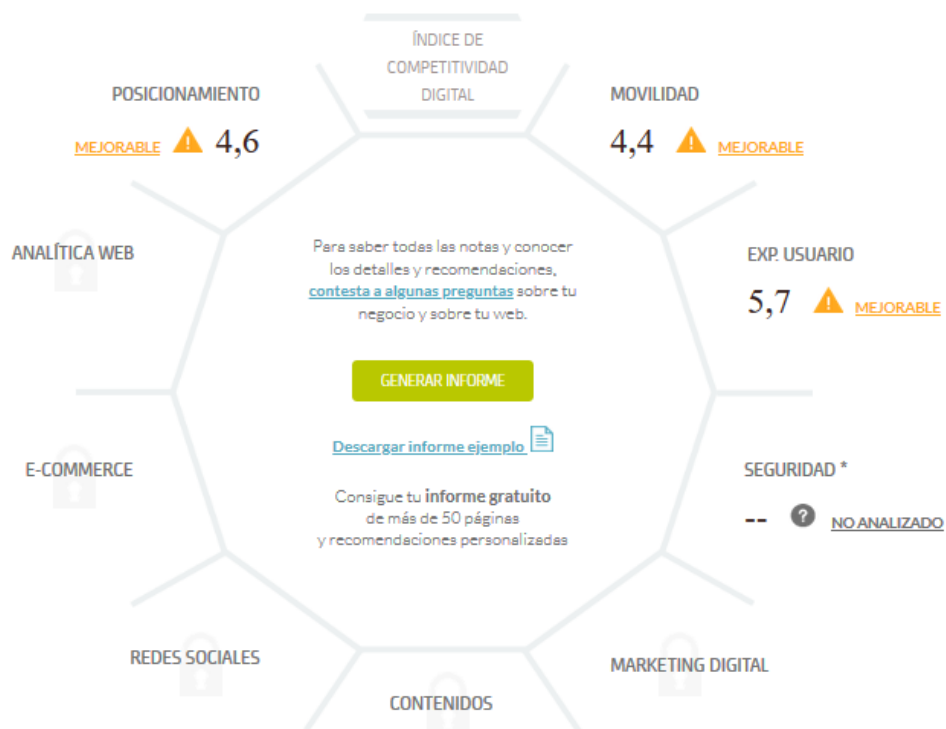 ÍNDICE DE
COMPETITIVIDAD
DIGITAL
POSICIONAMIENTO
MEJORABLE 4,6
MOVILIDAD
4,4 MEJORABLE
ANALÍTICA WEB
EXP. USUARIO
5,7 MEJORABLE
Para saber todas las notas y conocer
los detalles y recomendaciones,
contesta a algunas preguntas sobre tu
negocio y sobre tu web.
GENERAR INFORME
Descargar informe ejemplo
Consigue tu informe gratuito
de más de 50 páginas
y recomendaciones personalizadas
E-COMMERCE
SEGURIDAD *
-- ? NO ANALIZADO
REDES SOCIALES
CONTENIDOS
MARKETING DIGITAL